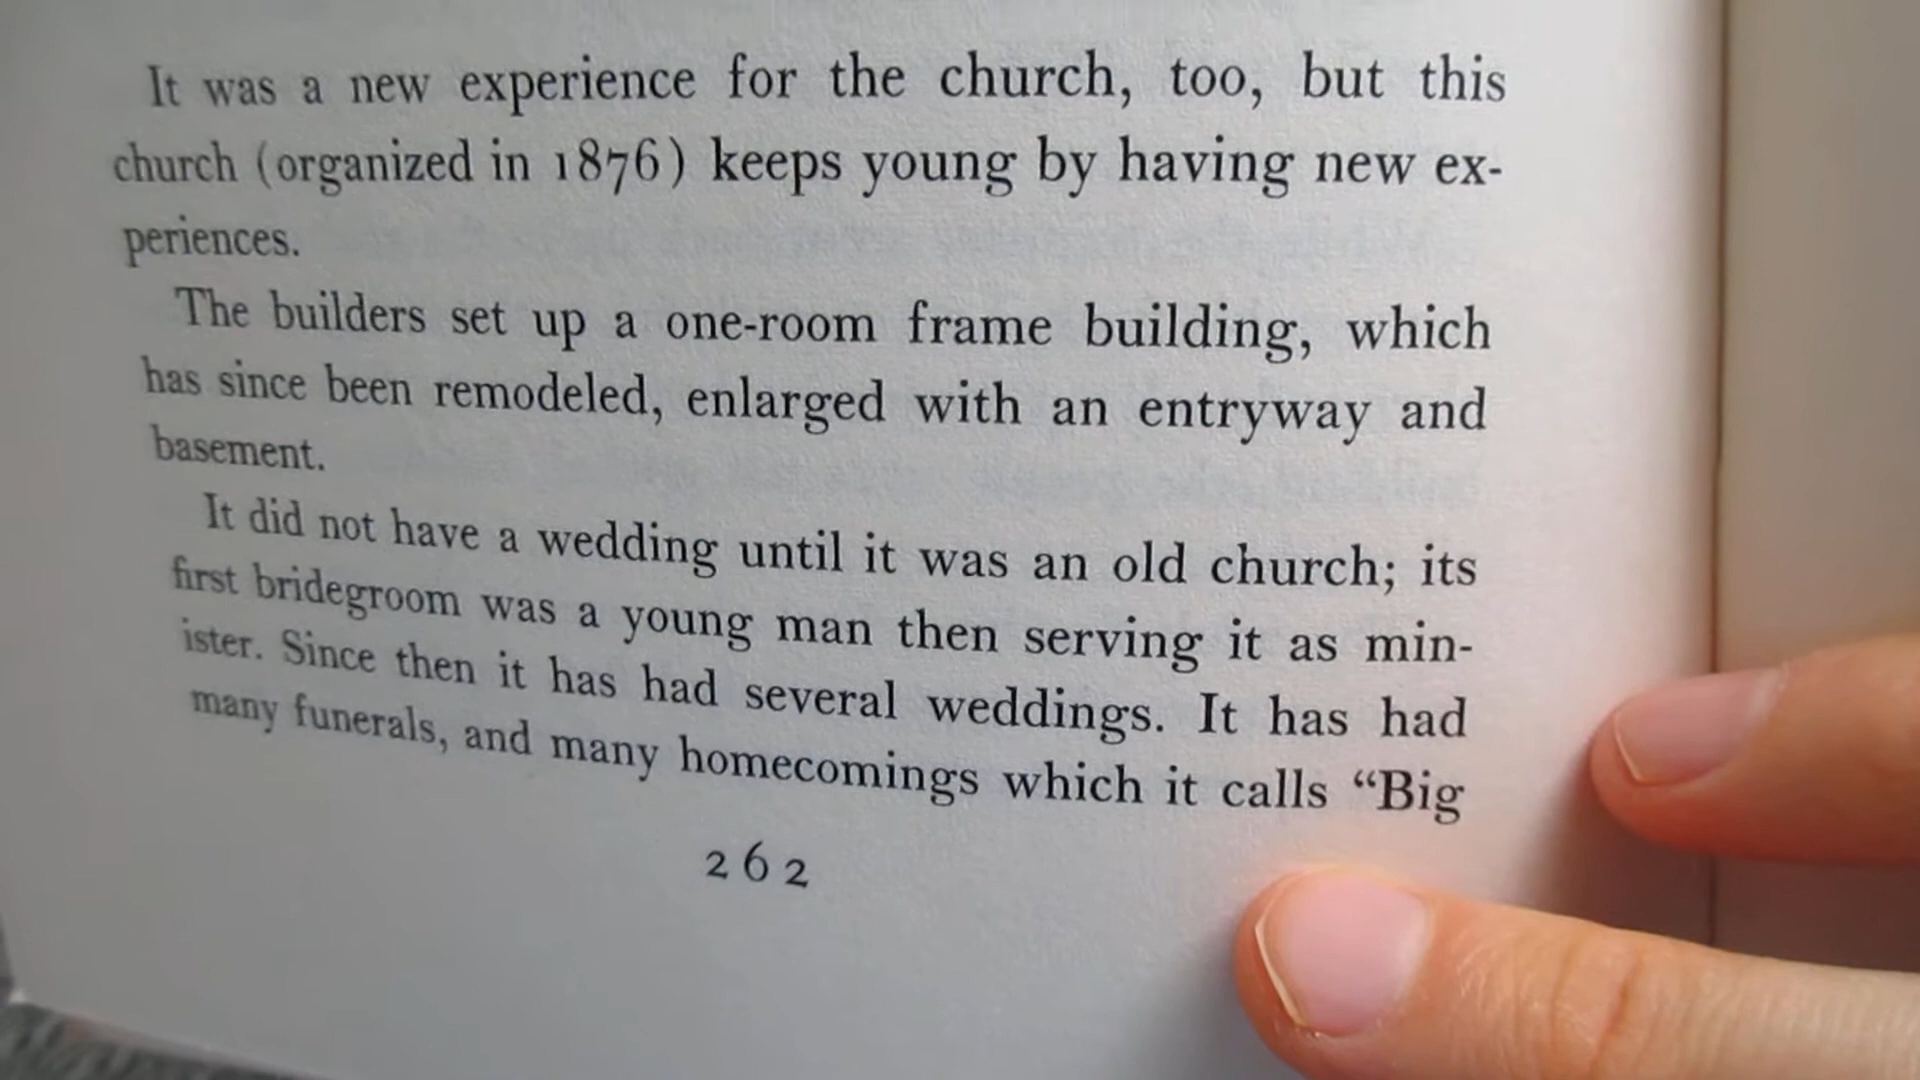 It was a new experience for the church, too, but this
church (organized in 1876) keeps young by having new ex-
periences.
The builders set up a one-room frame building, which
has since been remodeled, enlarged with an entryway and
basement.
It did not have a wedding until it was an old church; its
first bridegroom was a young man then serving it as min-
ister. Since then it has had several weddings. It has had
many funerals, and many homecomings which it calls “Big
262